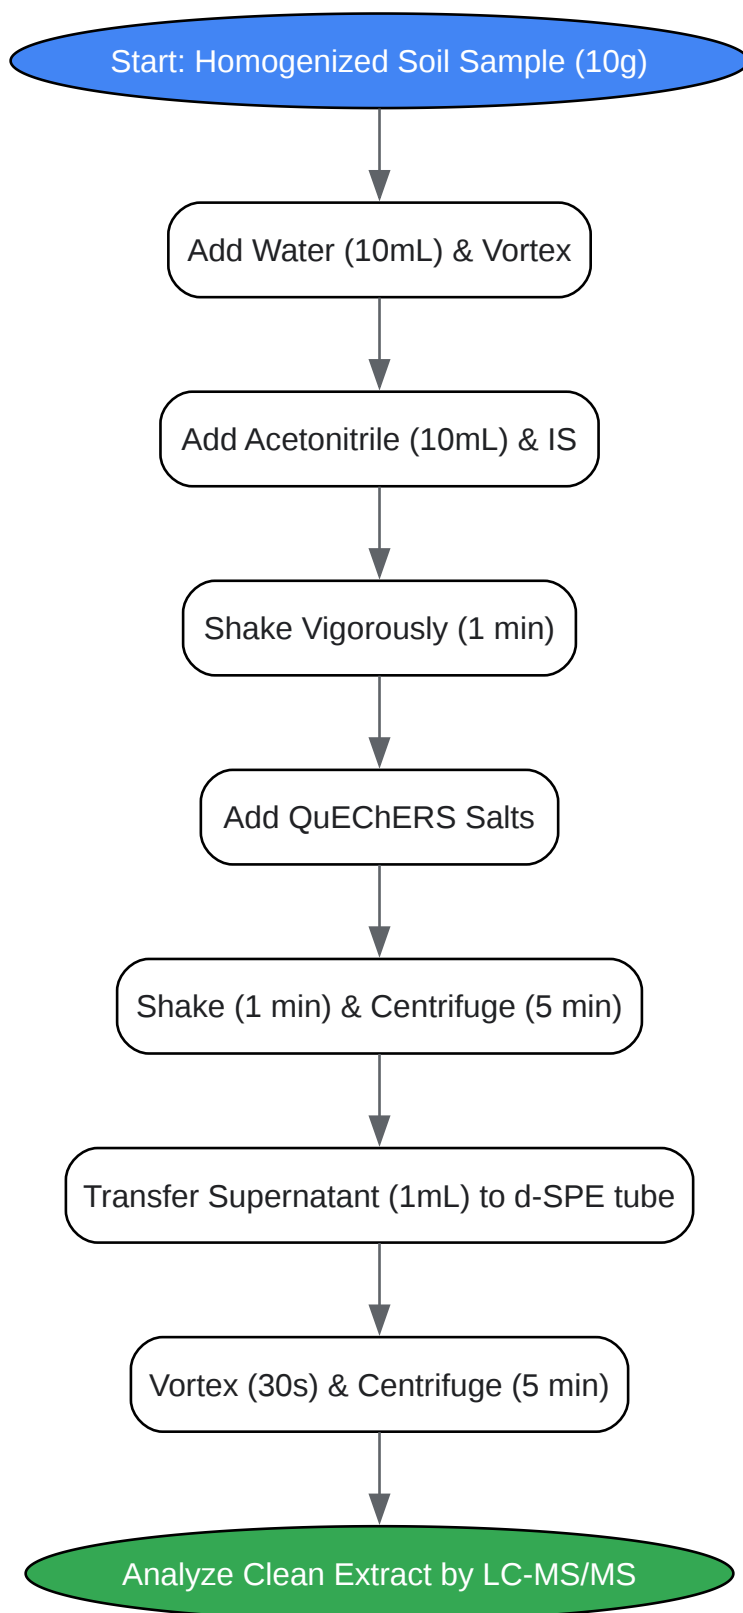 Start: Homogenized Soil Sample (10g)
Add Water (10mL) & Vortex
Add Acetonitrile (10mL) & IS
Shake Vigorously (1 min)
Add QuEChERS Salts
Shake (1 min) & Centrifuge (5 min)
Transfer Supernatant (1mL) to d-SPE tube
Vortex (30s) & Centrifuge (5 min)
Analyze Clean Extract by LC-MS/MS